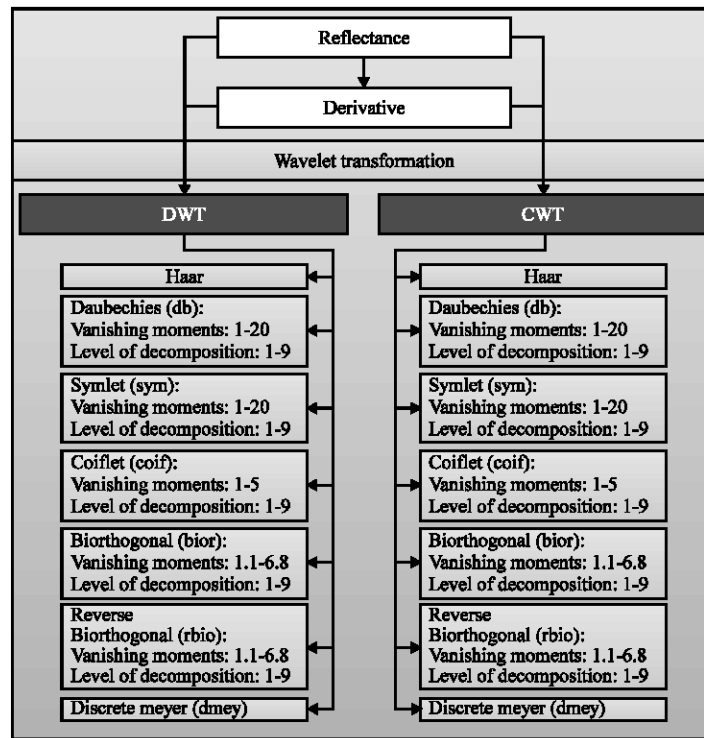 Reflectance
Derivative
Wavelet transformation
DWT
Haar
Daubechies (db):
Vanishing moments: 1-20
Level of decomposition: 1-9
Symlet (sym):
Vanishing moments: 1-20
Level of decomposition: 1-9
Coiflet (coif):
Vanishing moments: 1-5
Level of decomposition: 1-9
Biorthogonal (bior):
Vanishing moments: 1.1-6.8
Level of decomposition: 1-9
Reverse
Biorthogonal (rbio):
Vanishing moments: 1.1-6.8
Level of decomposition: 1-9
Discrete meyer (dmey)
CWT
Haar
Daubechies (db):
Vanishing moments: 1-20
Level of decomposition: 1-9
Symlet (sym):
Vanishing moments: 1-20
Level of decomposition: 1-9
Coiflet (coif):
Vanishing moments: 1-5
Level of decomposition: 1-9
Biorthogonal (bior):
Vanishing moments: 1.1-6.8
Level of decomposition: 1-9
Reverse
Biorthogonal (rbio):
Vanishing moments: 1.1-6.8
Level of decomposition: 1-9
Discrete meyer (dmey)